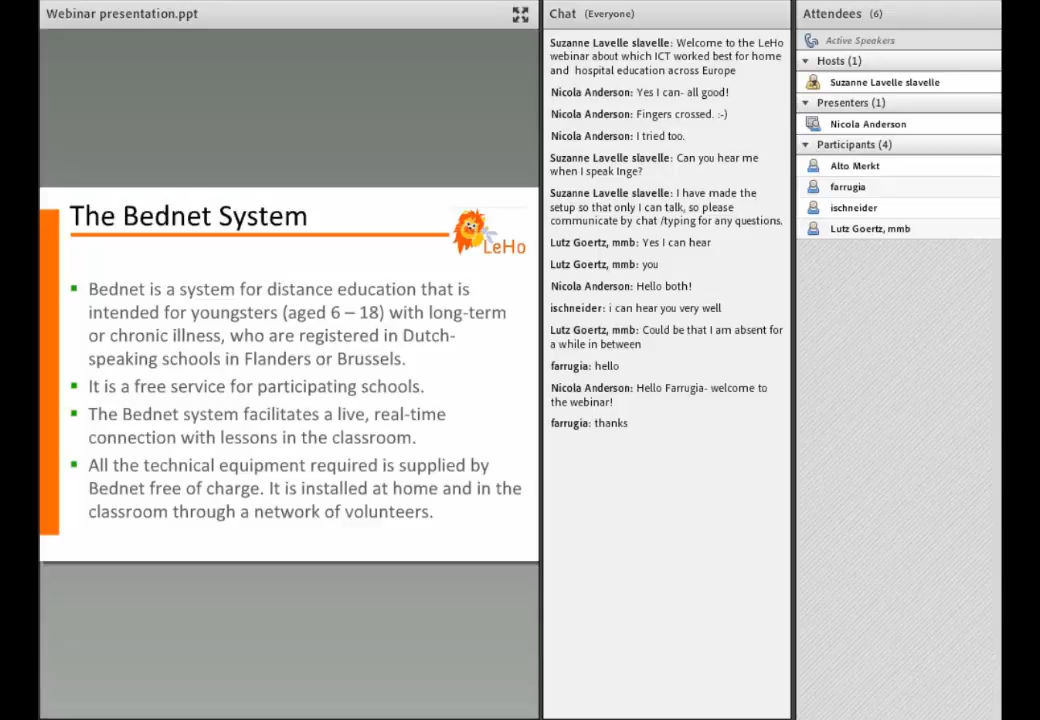 Webinar presentation.ppt
The Bednet System
LeHo
Bednet is a system for distance education that is
intended for youngsters (aged 6 – 18) with long-term
or chronic illness, who are registered in Dutch-
speaking schools in Flanders or Brussels.
It is a free service for participating schools.
The Bednet system facilitates a live, real-time
connection with lessons in the classroom.
All the technical equipment required is supplied by
Bednet free of charge. It is installed at home and in the
classroom through a network of volunteers.
Chat (Everyone)
Suzanne Lavelle slavelle: Welcome to the LeHo
webinar about which ICT worked best for home
and hospital education across Europe
Nicola Anderson: Yes I can- all good!
Nicola Anderson: Fingers crossed. :-)
Nicola Anderson: I tried too.
Suzanne Lavelle slavelle: Can you hear me
when I speak Inge?
Suzanne Lavelle slavelle: I have made the
setup so that only I can talk, so please
communicate by chat /typing for any questions.
Lutz Goertz, mmb: Yes I can hear
Lutz Goertz, mmb: you
Nicola Anderson: Hello both!
ischneider: i can hear you very well
Lutz Goertz, mmb: Could be that I am absent for
a while in between
farrugia: hello
Nicola Anderson: Hello Farrugia- welcome to
the webinar!
farrugia: thanks
Attendees (6)
Active Speakers
Hosts (1)
Suzanne Lavelle slavelle
Presenters (1)
Nicola Anderson
Participants (4)
Alto Merkt
farrugia
ischneider
Lutz Goertz, mmb